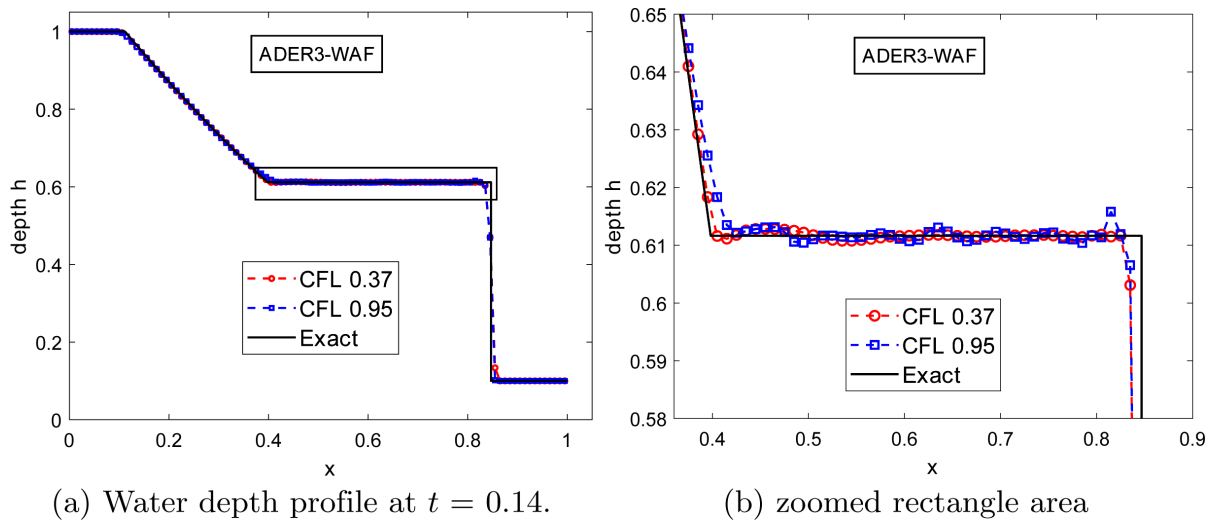 ADER3-WAF
depth h
1
0.8
0.6
0.4
0.2
0
CFL 0.37
CFL 0.95
Exact
0
0.2
0.4
0.6
0.8
1
x
(a) Water depth profile at t = 0.14.
ADER3-WAF
depth h
0.65
0.64
0.63
0.62
0.61
0.6
0.59
0.58
CFL 0.37
CFL 0.95
Exact
0.4
0.5
0.6
0.7
0.8
0.9
x
(b) zoomed rectangle area